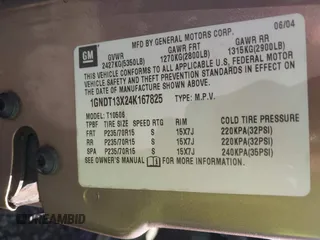 MFD BY GENERAL MOTORS CORP. 06/04
GM
GVWR GAWR FRT GAWR RR
2427KG(5350LB) 1270KG(2800LB) 1315KG(2900LB)
THIS VEHICLE CONFORMS TO ALL APPLICABLE U.S. FEDERAL MOTOR
VEHICLE SAFETY AND THEFT PREVENTION STANDARDS
IN EFFECT ON THE DATE OF MANUFACTURE SHOWN ABOVE.
1GNDT13X24K167825 TYPE: M.P.V.
MODEL: T10506
TPBF TIRE SIZE SPEED RTG RIM COLD TIRE PRESSURE
FRT P235/70R15 S 15X7J 220KPA(32PSI)
RR P235/70R15 S 15X7J 220KPA(32PSI)
SPA P235/70R15 S 15X7J 240KPA(35PSI)
SEE OWNER'S MANUAL FOR MORE INFORMATION.
DREAMBID